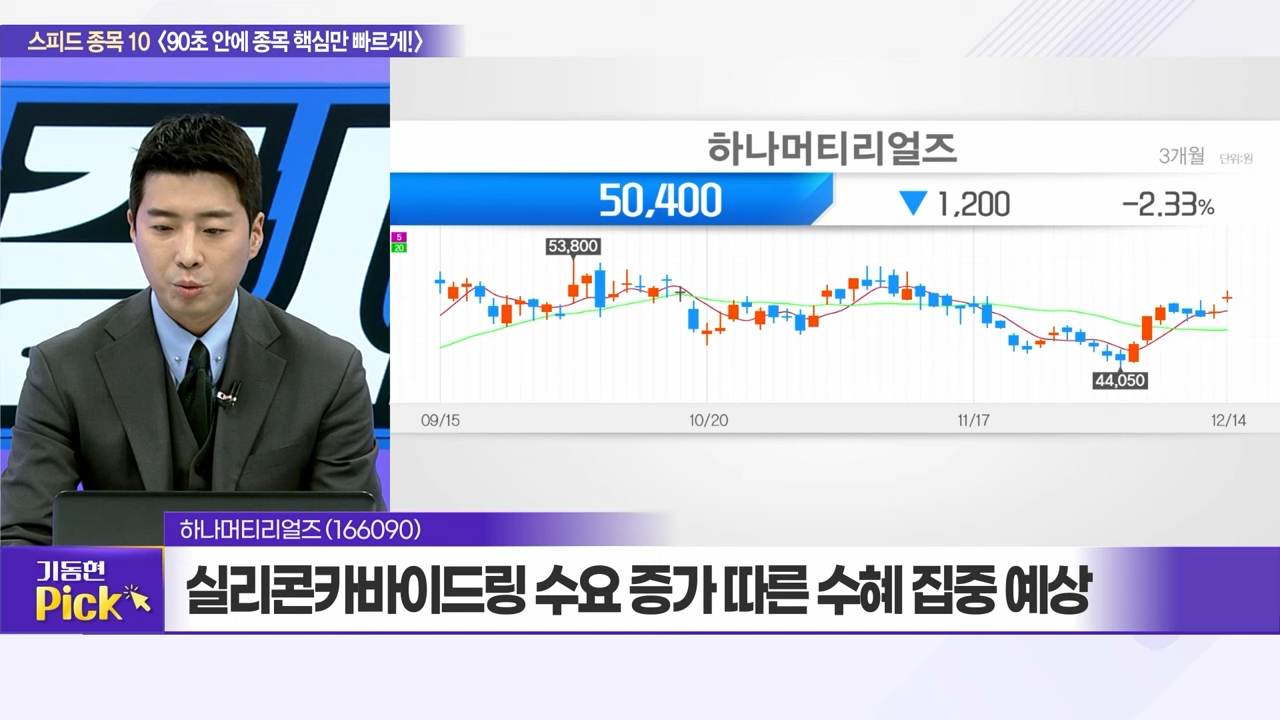 스피드 종목 10 〈90초 안에 종목 핵심만 빠르게!〉
하나머티리얼즈
3개월 단위:원
50,400 ▼ 1,200 -2.33%
5
20
53,800
44,050
09/15 10/20 11/17 12/14
하나머티리얼즈(166090)
기동현
Pick
실리콘카바이드링 수요 증가 따른 수혜 집중 예상